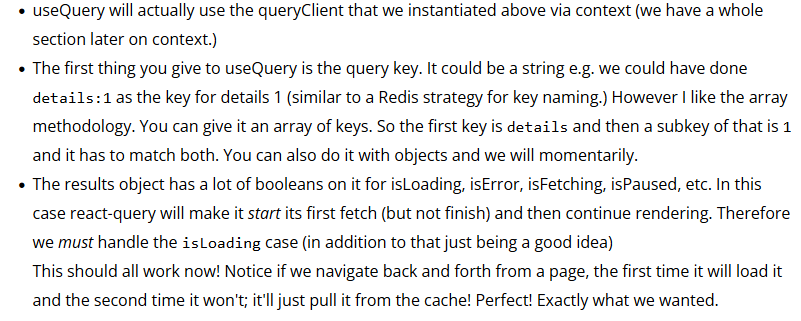 • useQuery will actually use the queryClient that we instantiated above via context (we have a whole
section later on context.)
• The first thing you give to useQuery is the query key. It could be a string e.g. we could have done
details:1 as the key for details 1 (similar to a Redis strategy for key naming.) However I like the array
methodology. You can give it an array of keys. So the first key is details and then a subkey of that is 1
and it has to match both. You can also do it with objects and we will momentarily.
• The results object has a lot of booleans on it for isLoading, isError, isFetching, isPaused, etc. In this
case react-query will make it start its first fetch (but not finish) and then continue rendering. Therefore
we must handle the isLoading case (in addition to that just being a good idea)
This should all work now! Notice if we navigate back and forth from a page, the first time it will load it
and the second time it won't; it'll just pull it from the cache! Perfect! Exactly what we wanted.